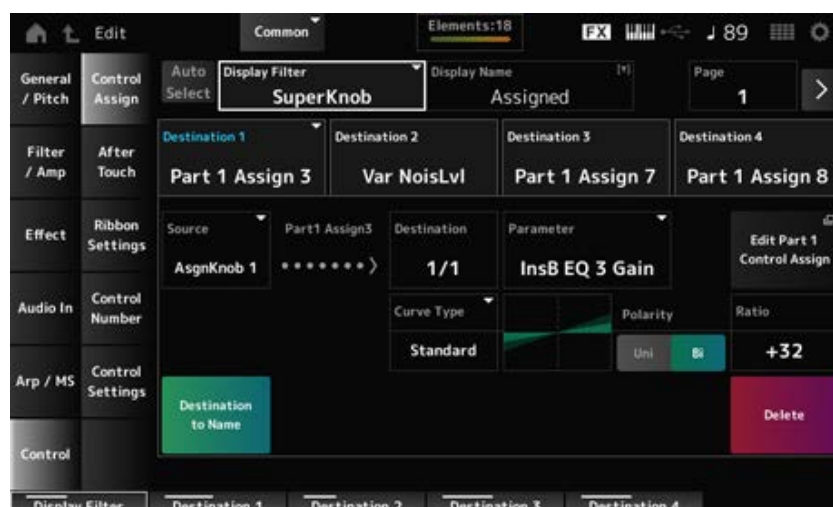 Edit
Common
Elements:18
FX
89
General / Pitch
Control Assign
Auto Select
Display Filter
SuperKnob
Display Name
Assigned
Page
1
Filter / Amp
After Touch
Destination 1
Part 1 Assign 3
Destination 2
Var NoisLvl
Destination 3
Part 1 Assign 7
Destination 4
Part 1 Assign 8
Effect
Ribbon Settings
Source
AsgnKnob 1
Part1 Assign3
Destination
1/1
Parameter
InsB EQ 3 Gain
Edit Part 1 Control Assign
Audio In
Control Number
Curve Type
Standard
Polarity
Uni
Bi
Ratio
+32
Arp / MS
Control Settings
Destination to Name
Delete
Control
Display Filter
Destination 1
Destination 2
Destination 3
Destination 4